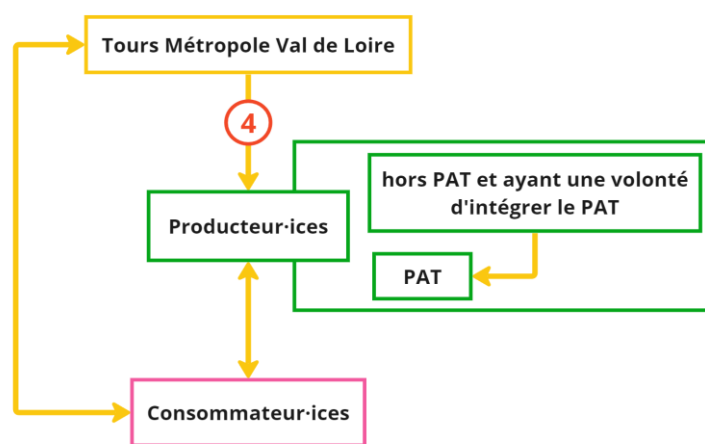 Tours Métropole Val de Loire
4
hors PAT et ayant une volonté
d'intégrer le PAT
Producteur·ices
PAT
Consommateur·ices